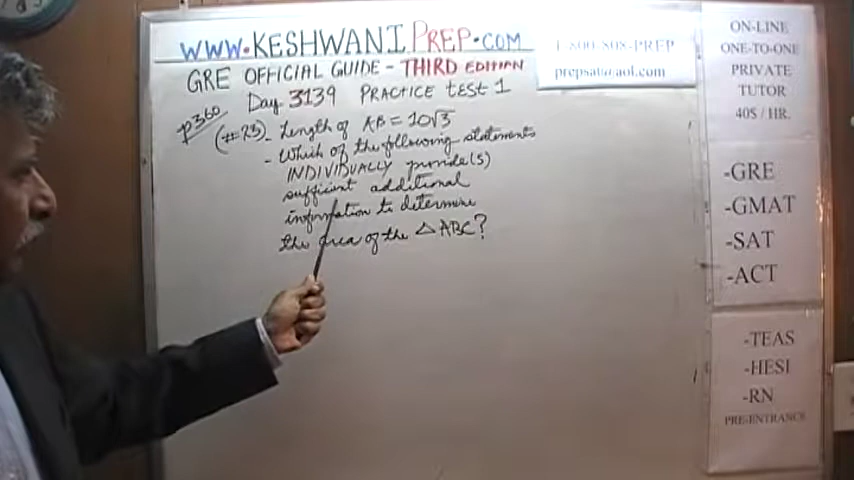 WWW.KESHWANIPREP.COM
GRE OFFICIAL GUIDE - THIRD EDITION
Day 3139 PRACTICE TEST 1
p360
(#23) - Length of AB = 10√3
- Which of the following statements
INDIVIDUALLY provide(s)
sufficient additional
information to determine
the area of the △ABC?
1-800-808-PREP
prepsat@aol.com
ON-LINE
ONE-TO-ONE
PRIVATE
TUTOR
40$ / HR.
-GRE
-GMAT
-SAT
-ACT
-TEAS
-HESI
-RN
PRE-ENTRANCE